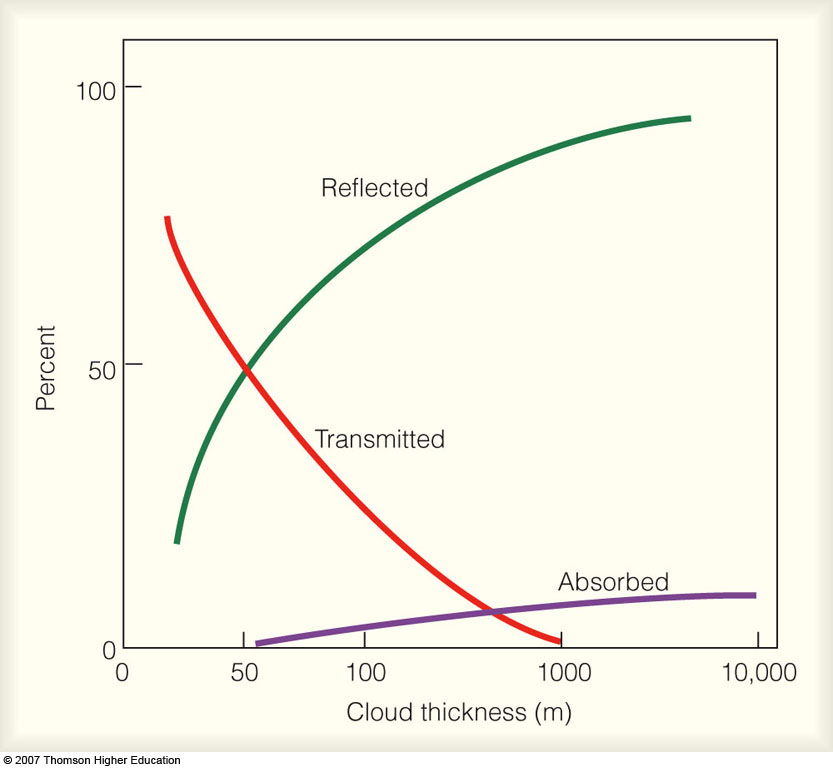 100
Reflected
Percent
50
Transmitted
Absorbed
0
0 50 100 1000 10,000
Cloud thickness (m)
© 2007 Thomson Higher Education